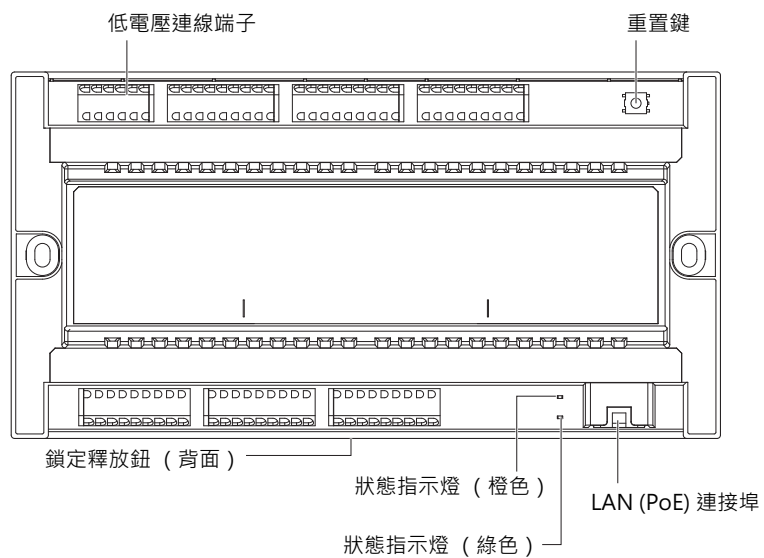 低電壓連線端子
重置鍵
鎖定釋放鈕 （背面）
狀態指示燈 （橙色）
LAN (PoE) 連接埠
狀態指示燈 （綠色）